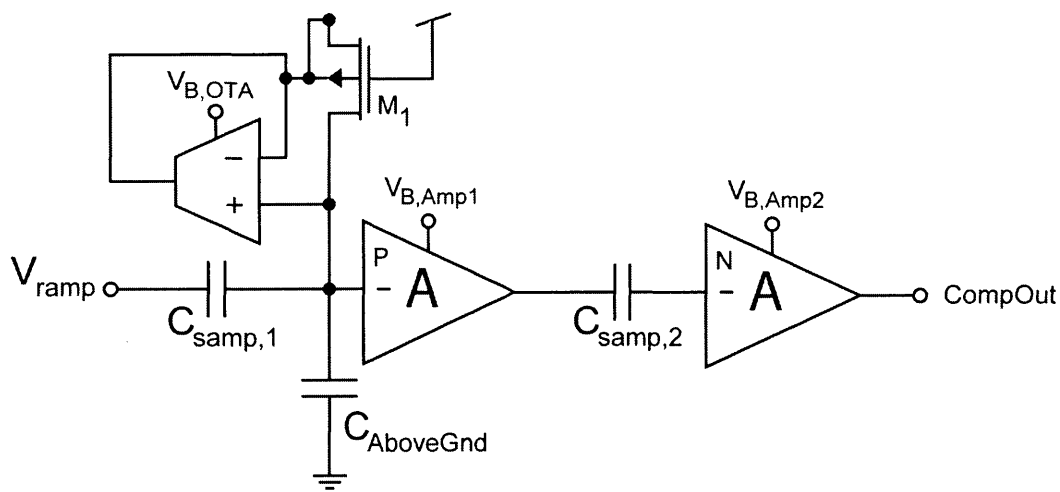 V_B,OTA
M_1
−
+
V_B,Amp1
V_B,Amp2
V_ramp
C_samp,1
P
−
A
C_samp,2
N
−
A
CompOut
C_AboveGnd